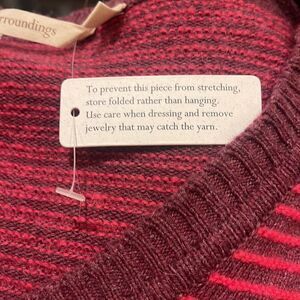 rroundings
To prevent this piece from stretching,
store folded rather than hanging.
Use care when dressing and remove
jewelry that may catch the yarn.